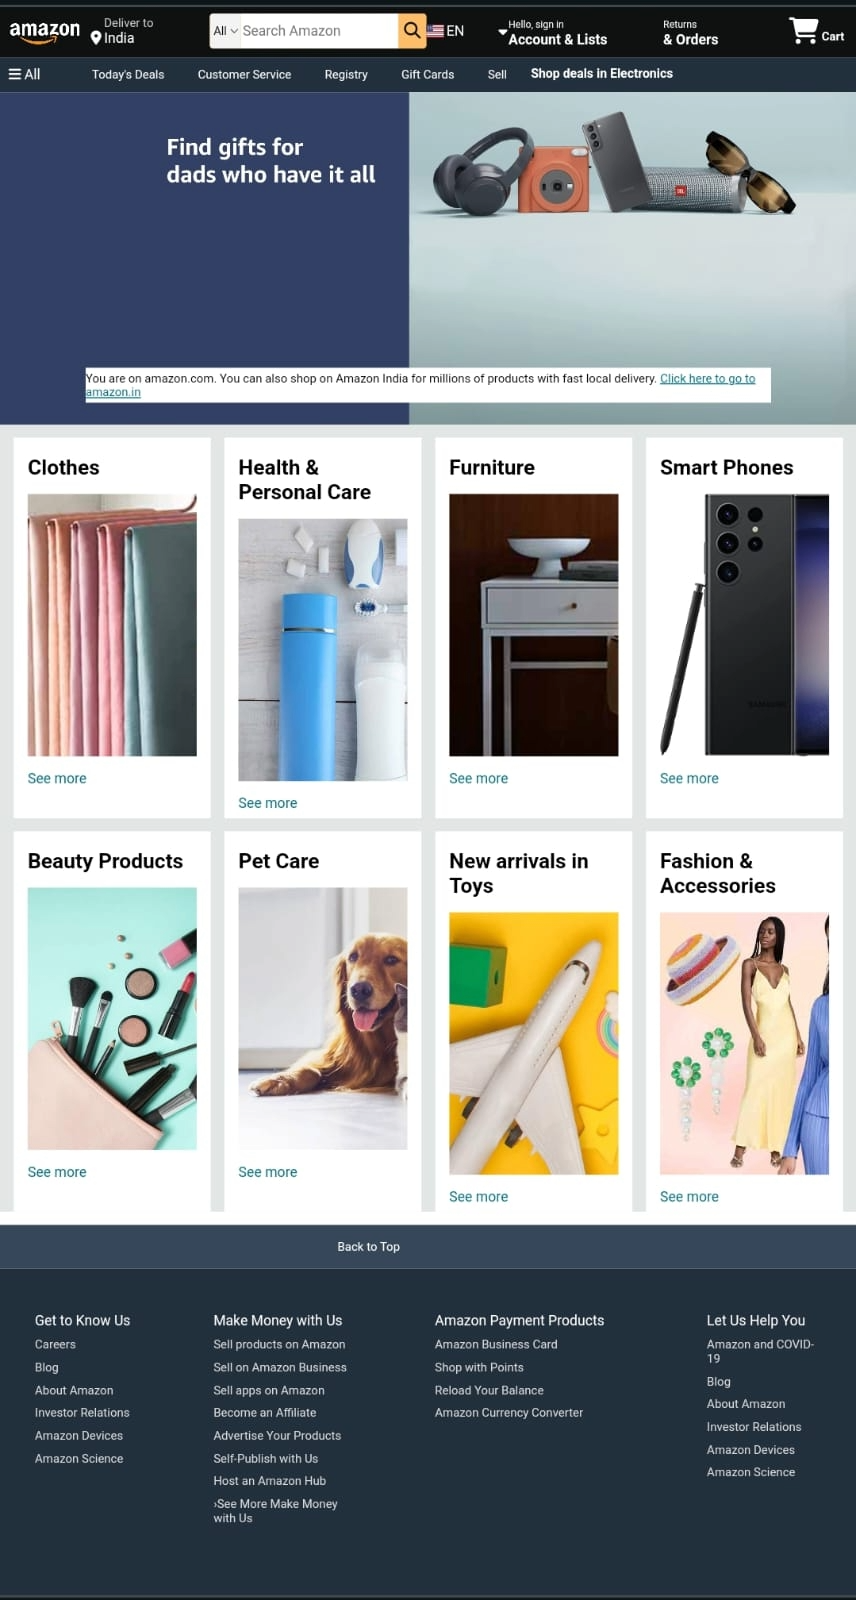 amazon
Deliver to
India
All
Search Amazon
EN
Hello, sign in
Account & Lists
Returns
& Orders
Cart
All
Today's Deals
Customer Service
Registry
Gift Cards
Sell
Shop deals in Electronics
Find gifts for
dads who have it all
JBL
You are on amazon.com. You can also shop on Amazon India for millions of products with fast local delivery. Click here to go to
amazon.in
Clothes
Health &
Personal Care
Furniture
Smart Phones
SAMSUNG
See more
See more
See more
See more
Beauty Products
Pet Care
New arrivals in
Toys
Fashion &
Accessories
See more
See more
See more
See more
Back to Top
Get to Know Us
Careers
Blog
About Amazon
Investor Relations
Amazon Devices
Amazon Science
Make Money with Us
Sell products on Amazon
Sell on Amazon Business
Sell apps on Amazon
Become an Affiliate
Advertise Your Products
Self-Publish with Us
Host an Amazon Hub
›See More Make Money
with Us
Amazon Payment Products
Amazon Business Card
Shop with Points
Reload Your Balance
Amazon Currency Converter
Let Us Help You
Amazon and COVID-
19
Blog
About Amazon
Investor Relations
Amazon Devices
Amazon Science